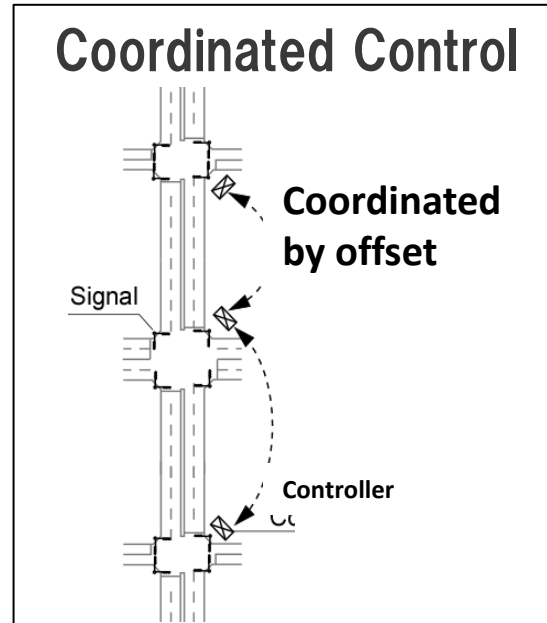 Coordinated Control
Coordinated
by offset
Signal
Controller